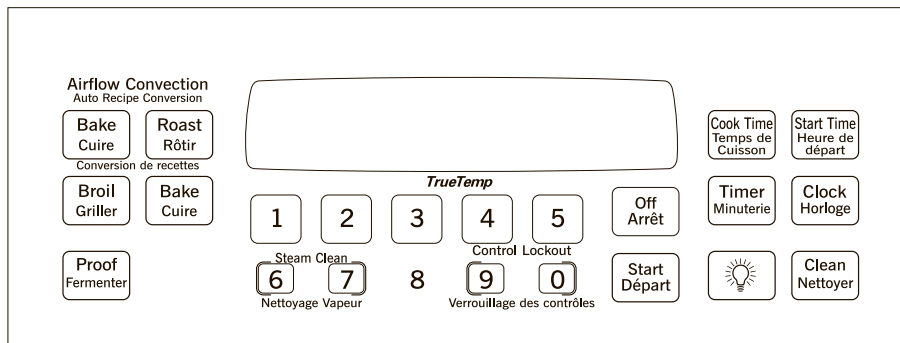 Airflow Convection
Auto Recipe Conversion
Bake
Cuire
Roast
Rôtir
Conversion de recettes
Broil
Griller
Bake
Cuire
Proof
Fermenter
TrueTemp
1 2 3 4 5
Steam Clean
Control Lockout
6 7 8 9 0
Nettoyage Vapeur
Verrouillage des contrôles
Off
Arrêt
Start
Départ
Cook Time
Temps de
Cuisson
Start Time
Heure de
départ
Timer
Minuterie
Clock
Horloge
Clean
Nettoyer